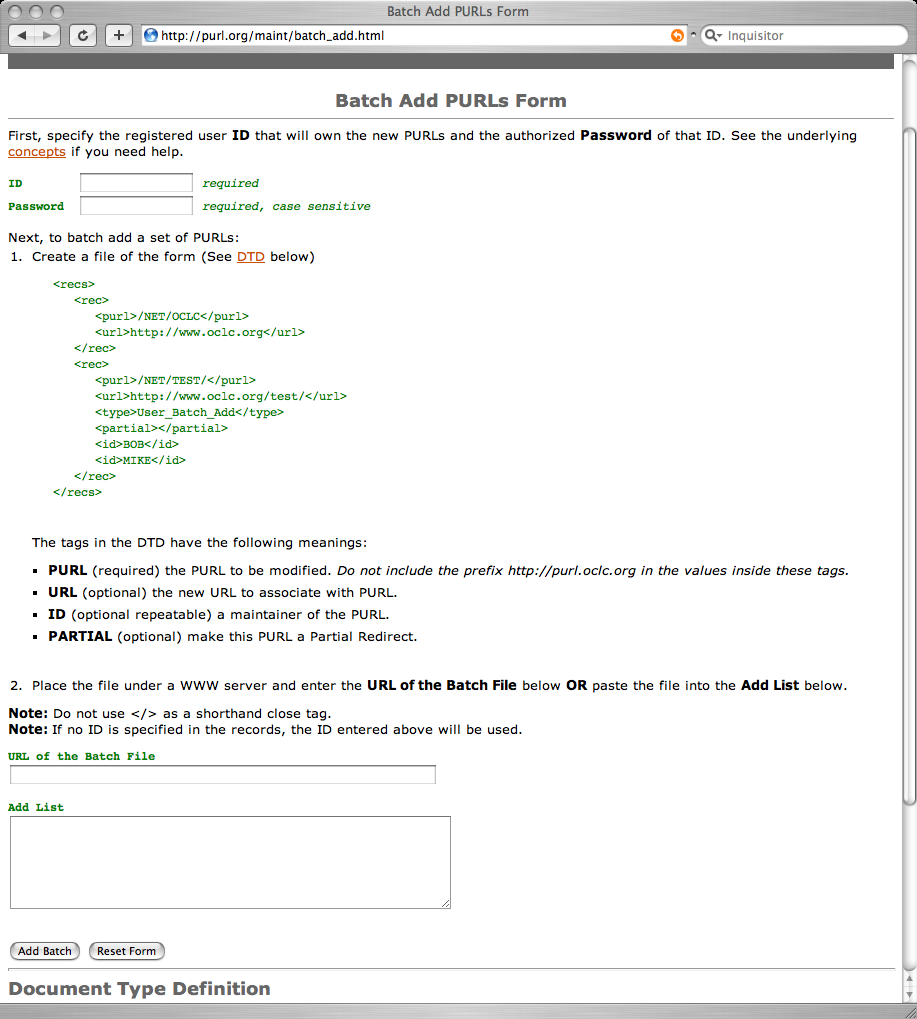 Batch Add PURLs Form
http://purl.org/maint/batch_add.html
Inquisitor
Batch Add PURLs Form
First, specify the registered user ID that will own the new PURLs and the authorized Password of that ID. See the underlying
concepts if you need help.
ID required
Password required, case sensitive
Next, to batch add a set of PURLs:
1. Create a file of the form (See DTD below)
<recs>
<rec>
<purl>/NET/OCLC</purl>
<url>http://www.oclc.org</url>
</rec>
<rec>
<purl>/NET/TEST/</purl>
<url>http://www.oclc.org/test/</url>
<type>User_Batch_Add</type>
<partial></partial>
<id>BOB</id>
<id>MIKE</id>
</rec>
</recs>
The tags in the DTD have the following meanings:
▪ PURL (required) the PURL to be modified. Do not include the prefix http://purl.oclc.org in the values inside these tags.
▪ URL (optional) the new URL to associate with PURL.
▪ ID (optional repeatable) a maintainer of the PURL.
▪ PARTIAL (optional) make this PURL a Partial Redirect.
2. Place the file under a WWW server and enter the URL of the Batch File below OR paste the file into the Add List below.
Note: Do not use </> as a shorthand close tag.
Note: If no ID is specified in the records, the ID entered above will be used.
URL of the Batch File
Add List
Add Batch Reset Form
Document Type Definition